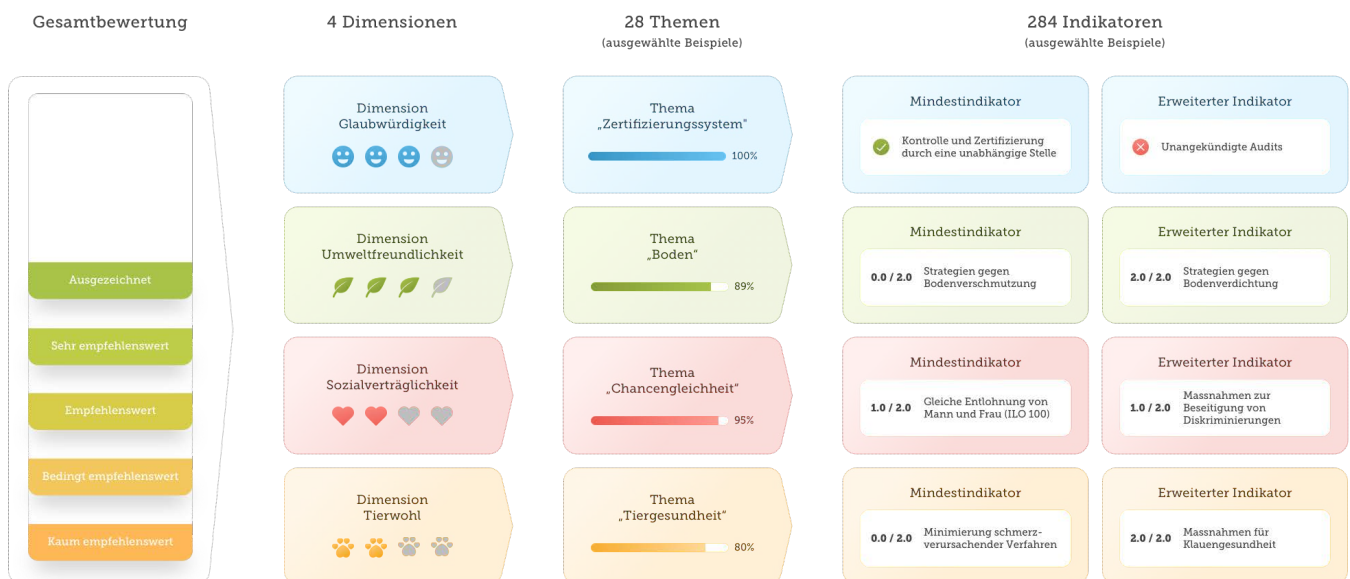 Gesamtbewertung
4 Dimensionen
28 Themen
(ausgewählte Beispiele)
284 Indikatoren
(ausgewählte Beispiele)
Ausgezeichnet
Sehr empfehlenswert
Empfehlenswert
Bedingt empfehlenswert
Kaum empfehlenswert
Dimension
Glaubwürdigkeit
Thema
„Zertifizierungssystem"
100%
Mindestindikator
Kontrolle und Zertifizierung
durch eine unabhängige Stelle
Erweiterter Indikator
Unangekündigte Audits
Dimension
Umweltfreundlichkeit
Thema
„Boden“
89%
Mindestindikator
0.0 / 2.0
Strategien gegen
Bodenverschmutzung
Erweiterter Indikator
2.0 / 2.0
Strategien gegen
Bodenverdichtung
Dimension
Sozialverträglichkeit
Thema
„Chancengleichheit“
95%
Mindestindikator
1.0 / 2.0
Gleiche Entlohnung von
Mann und Frau (ILO 100)
Erweiterter Indikator
1.0 / 2.0
Massnahmen zur
Beseitigung von
Diskriminierungen
Dimension
Tierwohl
Thema
„Tiergesundheit“
80%
Mindestindikator
0.0 / 2.0
Minimierung schmerz-
verursachender Verfahren
Erweiterter Indikator
2.0 / 2.0
Massnahmen für
Klauengesundheit